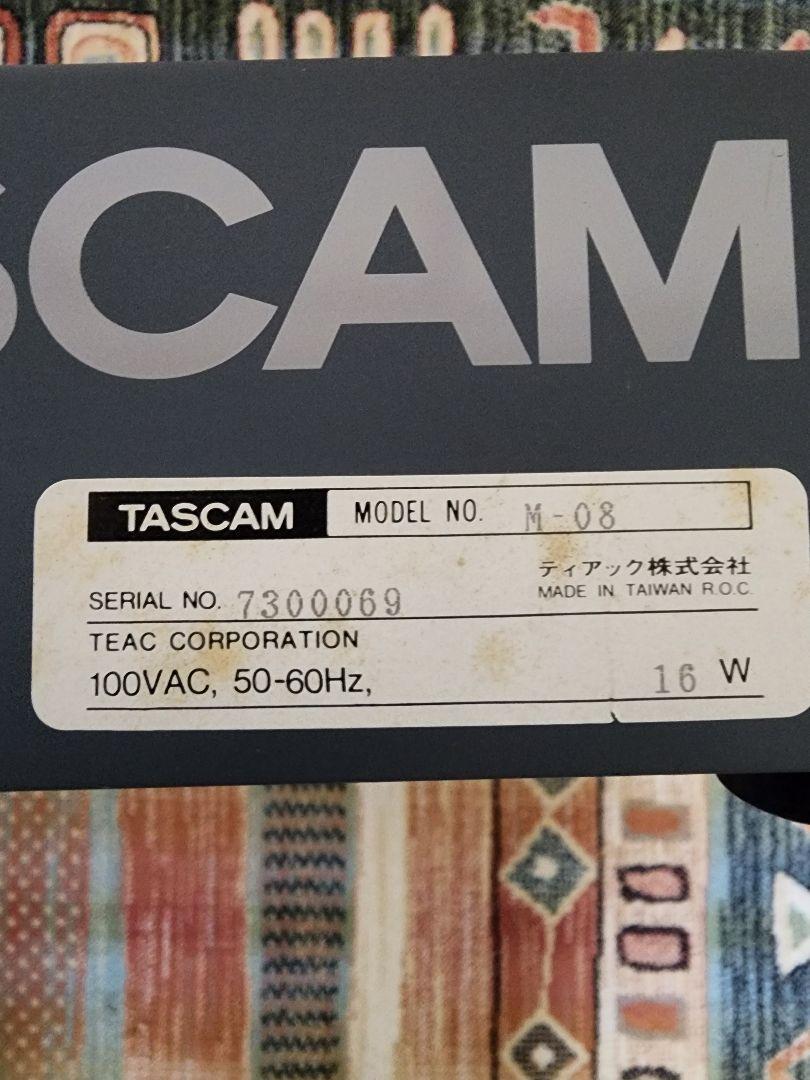 SCAM
TASCAM MODEL NO. M-08
ティアック株式会社
SERIAL NO. 7300069 MADE IN TAIWAN R.O.C.
TEAC CORPORATION
100VAC, 50-60Hz, 16 W